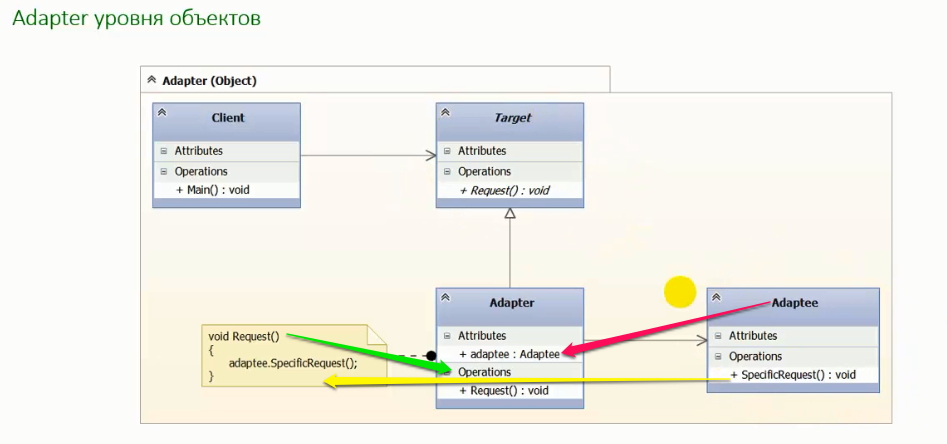 Adapter уровня объектов
Adapter (Object)
Client
Attributes
Operations
+ Main() : void
Target
Attributes
Operations
+ Request() : void
Adapter
Attributes
+ adaptee : Adaptee
Operations
+ Request() : void
Adaptee
Attributes
Operations
+ SpecificRequest() : void
void Request()
{
adaptee.SpecificRequest();
}